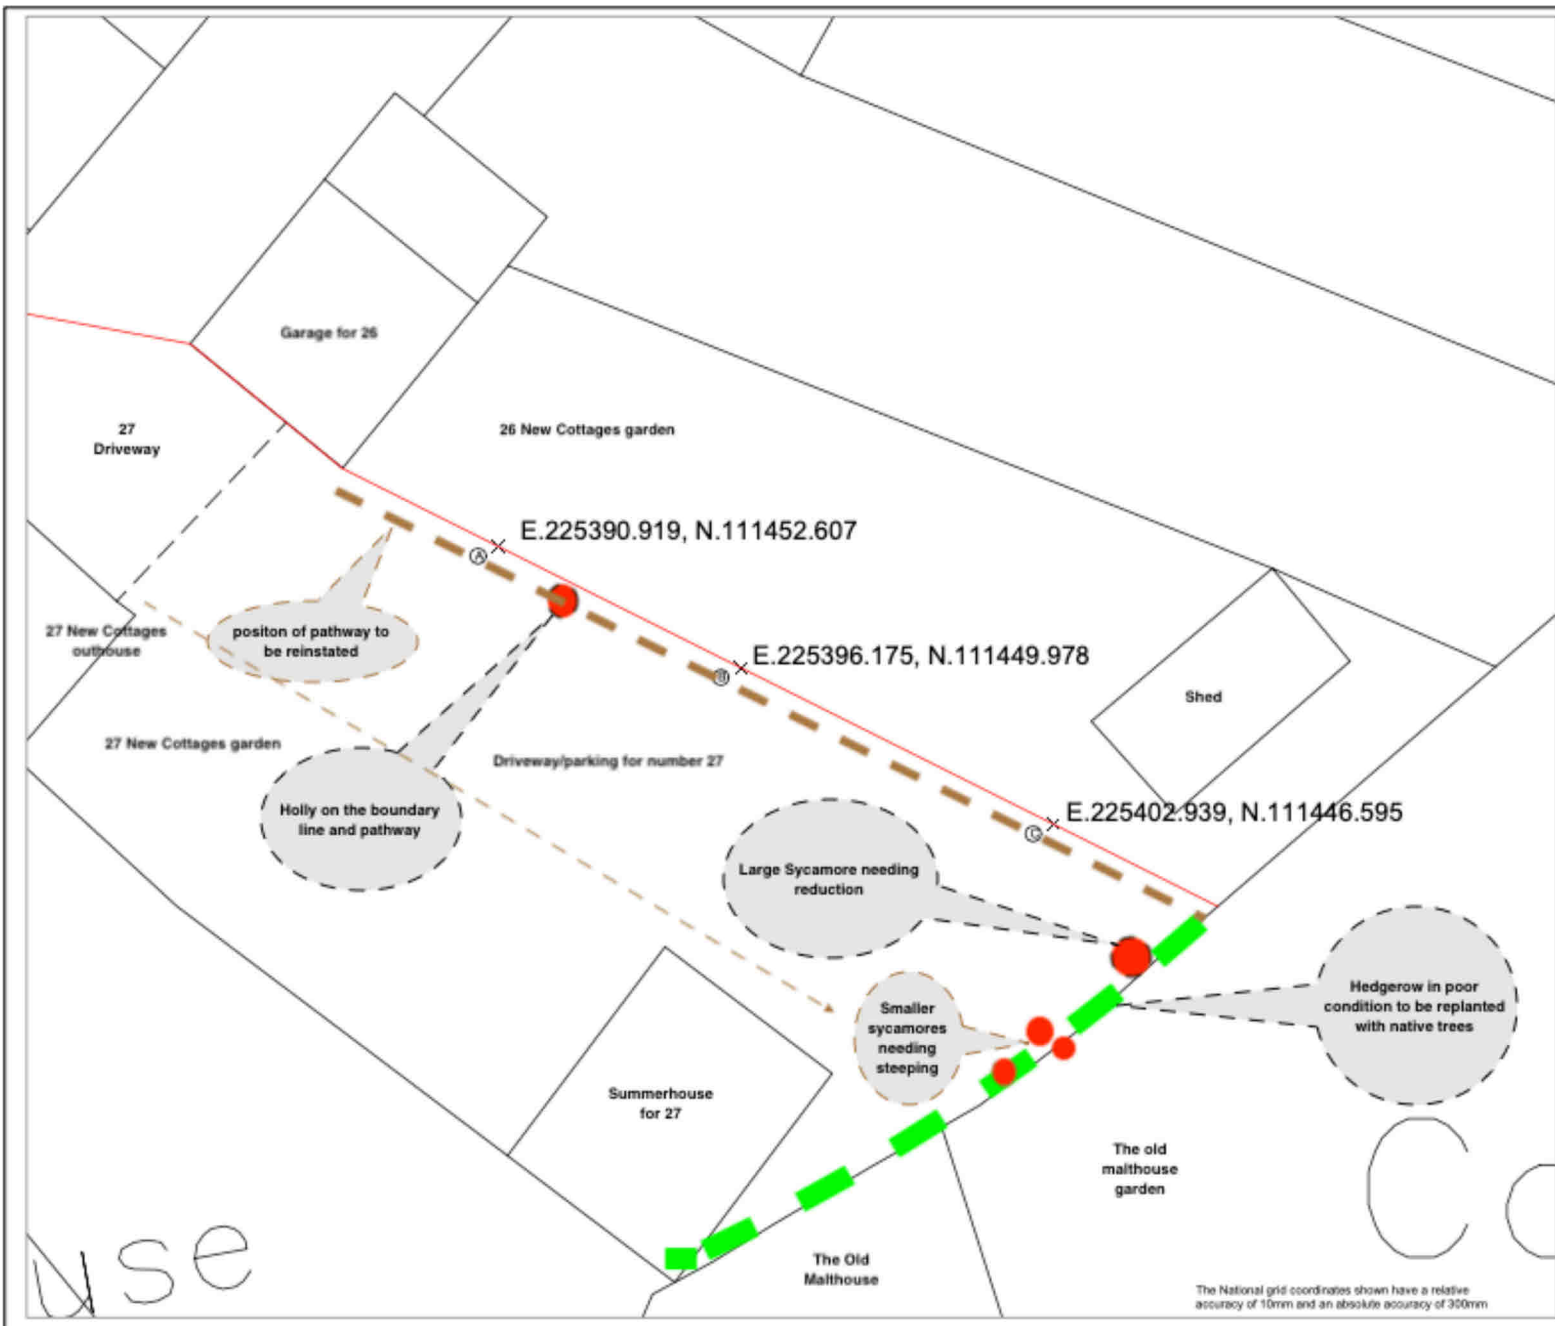 Garage for 26
27
Driveway
26 New Cottages garden
E.225390.919, N.111452.607
A
27 New Cottages
outhouse
positon of pathway to
be reinstated
E.225396.175, N.111449.978
B
Shed
27 New Cottages garden
Driveway/parking for number 27
Holly on the boundary
line and pathway
E.225402.939, N.111446.595
C
Large Sycamore needing
reduction
Smaller
sycamores
needing
steeping
Hedgerow in poor
condition to be replanted
with native trees
Summerhouse
for 27
The old
malthouse
garden
Co
use
The Old
Malthouse
The National grid coordinates shown have a relative
accuracy of 10mm and an absolute accuracy of 300mm